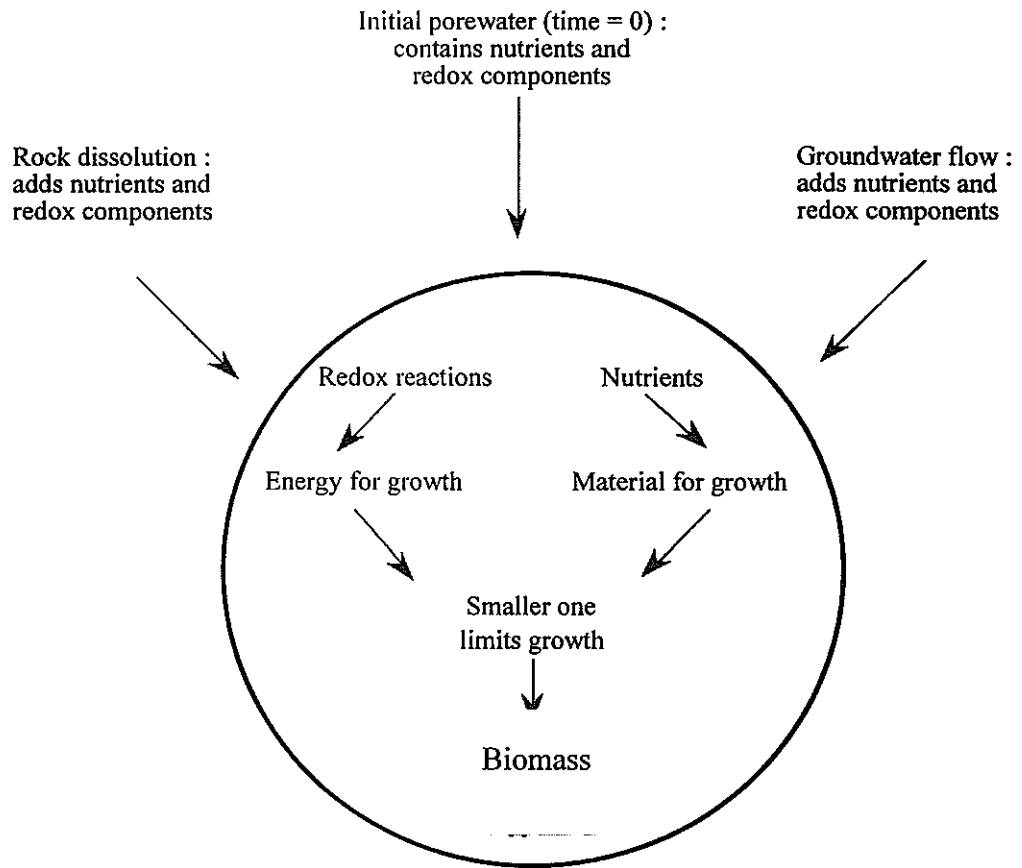 Initial porewater (time = 0) :
contains nutrients and
redox components
Rock dissolution :
adds nutrients and
redox components
Groundwater flow :
adds nutrients and
redox components
Redox reactions
Nutrients
Energy for growth
Material for growth
Smaller one
limits growth
Biomass